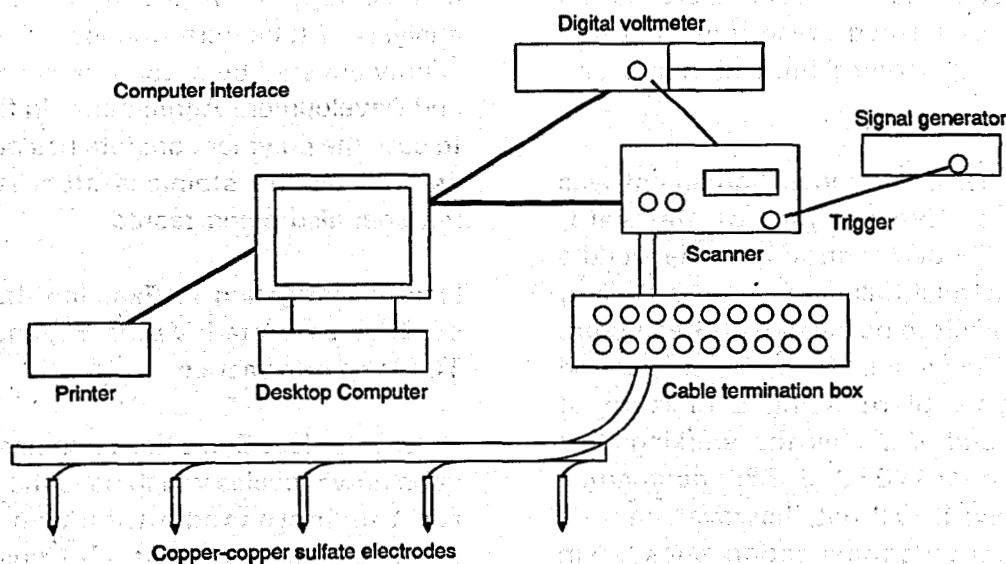 Digital voltmeter
Computer interface
Signal generator
Trigger
Scanner
Cable termination box
Printer
Desktop Computer
Copper-copper sulfate electrodes